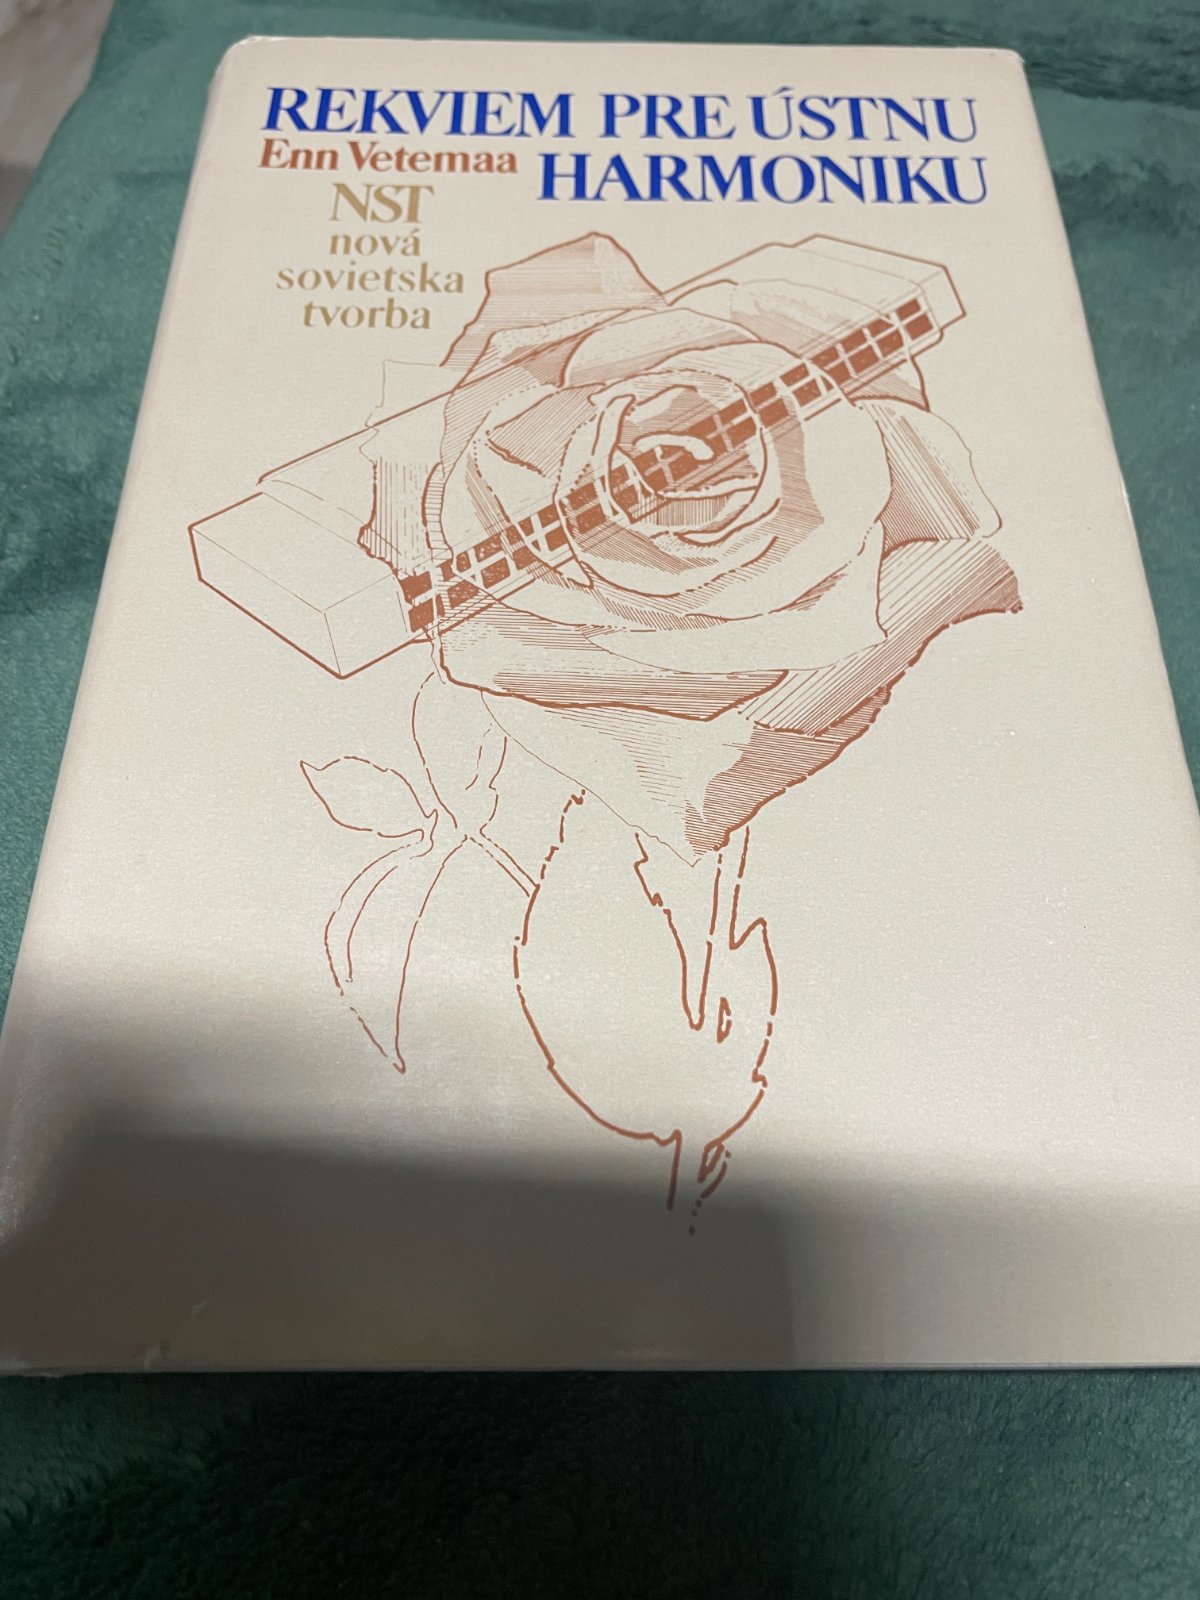 REKVIEM PRE ÚSTNU
HARMONIKU
Enn Vetemaa
NST
nová
sovietska
tvorba